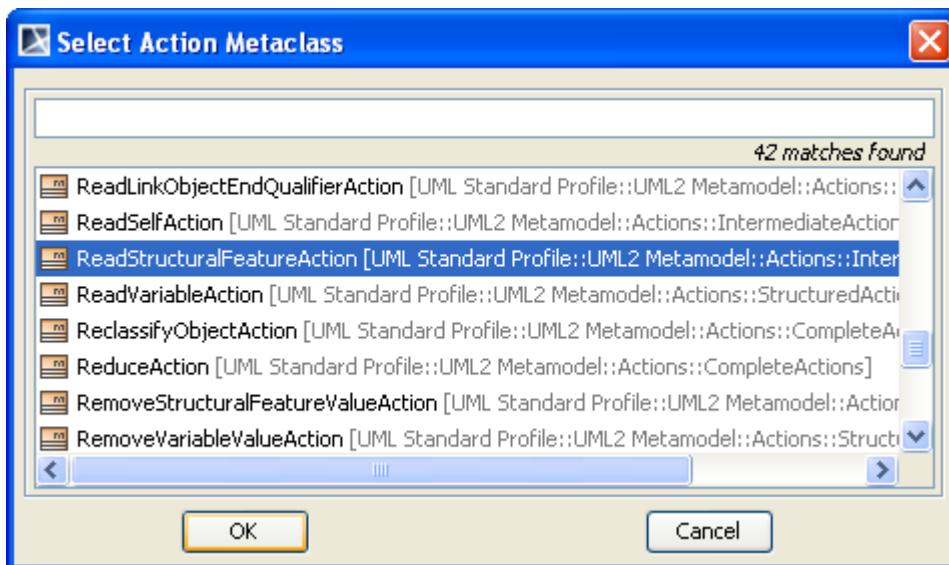 Select Action Metaclass
42 matches found
ReadLinkObjectEndQualifierAction [UML Standard Profile::UML2 Metamodel::Actions::
ReadSelfAction [UML Standard Profile::UML2 Metamodel::Actions::IntermediateAction
ReadStructuralFeatureAction [UML Standard Profile::UML2 Metamodel::Actions::Inter
ReadVariableAction [UML Standard Profile::UML2 Metamodel::Actions::StructuredActi
ReclassifyObjectAction [UML Standard Profile::UML2 Metamodel::Actions::CompleteA
ReduceAction [UML Standard Profile::UML2 Metamodel::Actions::CompleteActions]
RemoveStructuralFeatureValueAction [UML Standard Profile::UML2 Metamodel::Action
RemoveVariableValueAction [UML Standard Profile::UML2 Metamodel::Actions::Struct
OK Cancel